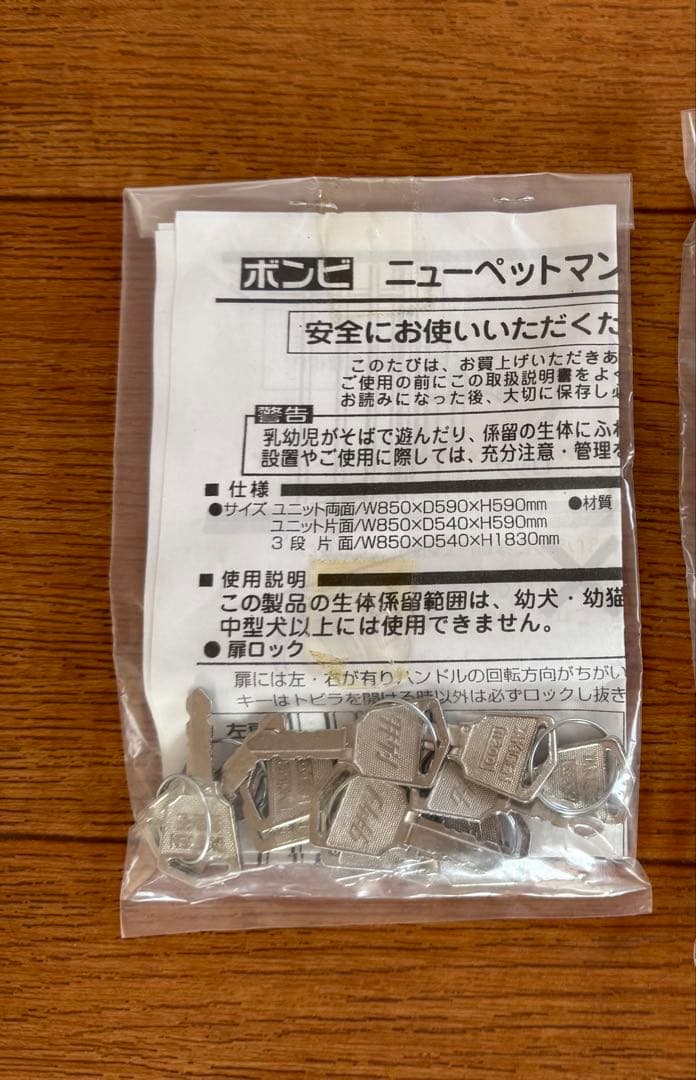 ボンビ ニューペットマン
安全にお使いいただくた
このたびは、お買上げいただきあ
ご使用の前にこの取扱説明書をよく
お読みになった後、大切に保存し
警告
乳幼児がそばで遊んだり、係留の生体にふれ
設置やご使用に際しては、充分注意・管理を
■ 仕様
●サイズ ユニット両面/W850×D590×H590mm ●材質
ユニット片面/W850×D540×H590mm
3段 片面/W850×D540×H1830mm
■ 使用説明
この製品の生体係留範囲は、幼犬・幼猫
中型犬以上には使用できません。
● 扉ロック
扉には左・右が有りハンドルの回転方向がちがい
キーはトビラを開ける時以外は必ずロックし抜き
左